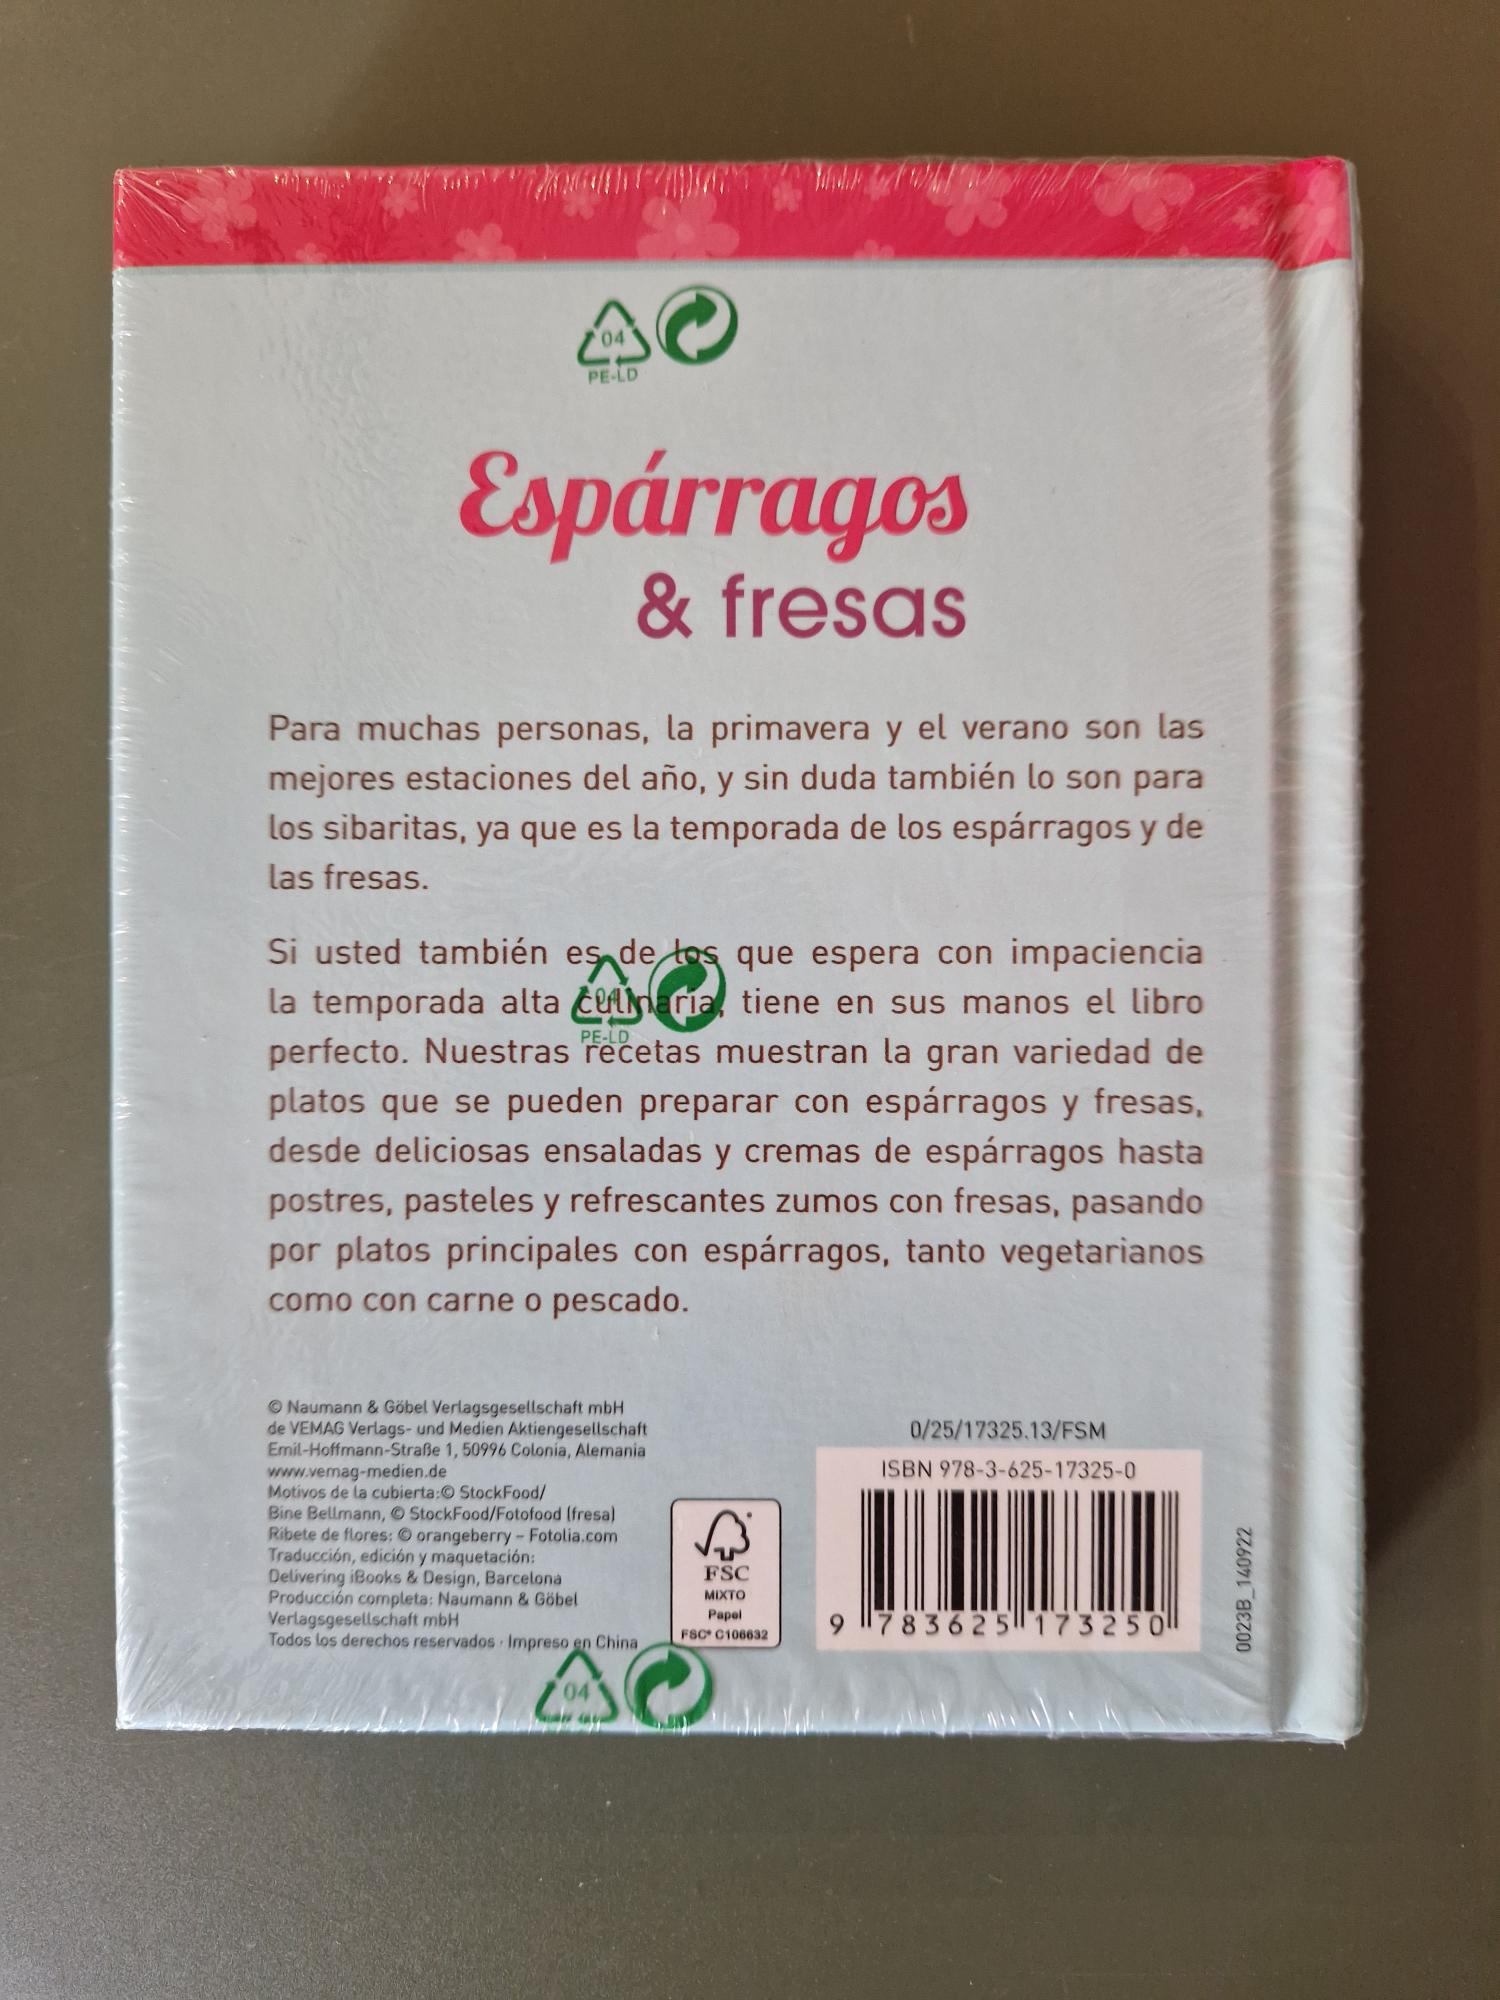 04
PE-LD
Espárragos
& fresas
Para muchas personas, la primavera y el verano son las
mejores estaciones del año, y sin duda también lo son para
los sibaritas, ya que es la temporada de los espárragos y de
las fresas.
Si usted también es de los que espera con impaciencia
la temporada alta culinaria, tiene en sus manos el libro
04
PE-LD
perfecto. Nuestras recetas muestran la gran variedad de
platos que se pueden preparar con espárragos y fresas,
desde deliciosas ensaladas y cremas de espárragos hasta
postres, pasteles y refrescantes zumos con fresas, pasando
por platos principales con espárragos, tanto vegetarianos
como con carne o pescado.
© Naumann & Göbel Verlagsgesellschaft mbH
de VEMAG Verlags- und Medien Aktiengesellschaft
Emil-Hoffmann-Straße 1, 50996 Colonia, Alemania
www.vemag-medien.de
Motivos de la cubierta:© StockFood/
Bine Bellmann, © StockFood/Fotofood (fresa)
Ribete de flores: © orangeberry – Fotolia.com
Traducción, edición y maquetación:
Delivering iBooks & Design, Barcelona
Producción completa: Naumann & Göbel
Verlagsgesellschaft mbH
Todos los derechos reservados · Impreso en China
FSC
MIXTO
Papel
FSC® C106632
0/25/17325.13/FSM
ISBN 978-3-625-17325-0
9 783625 173250
0023B_140922
04